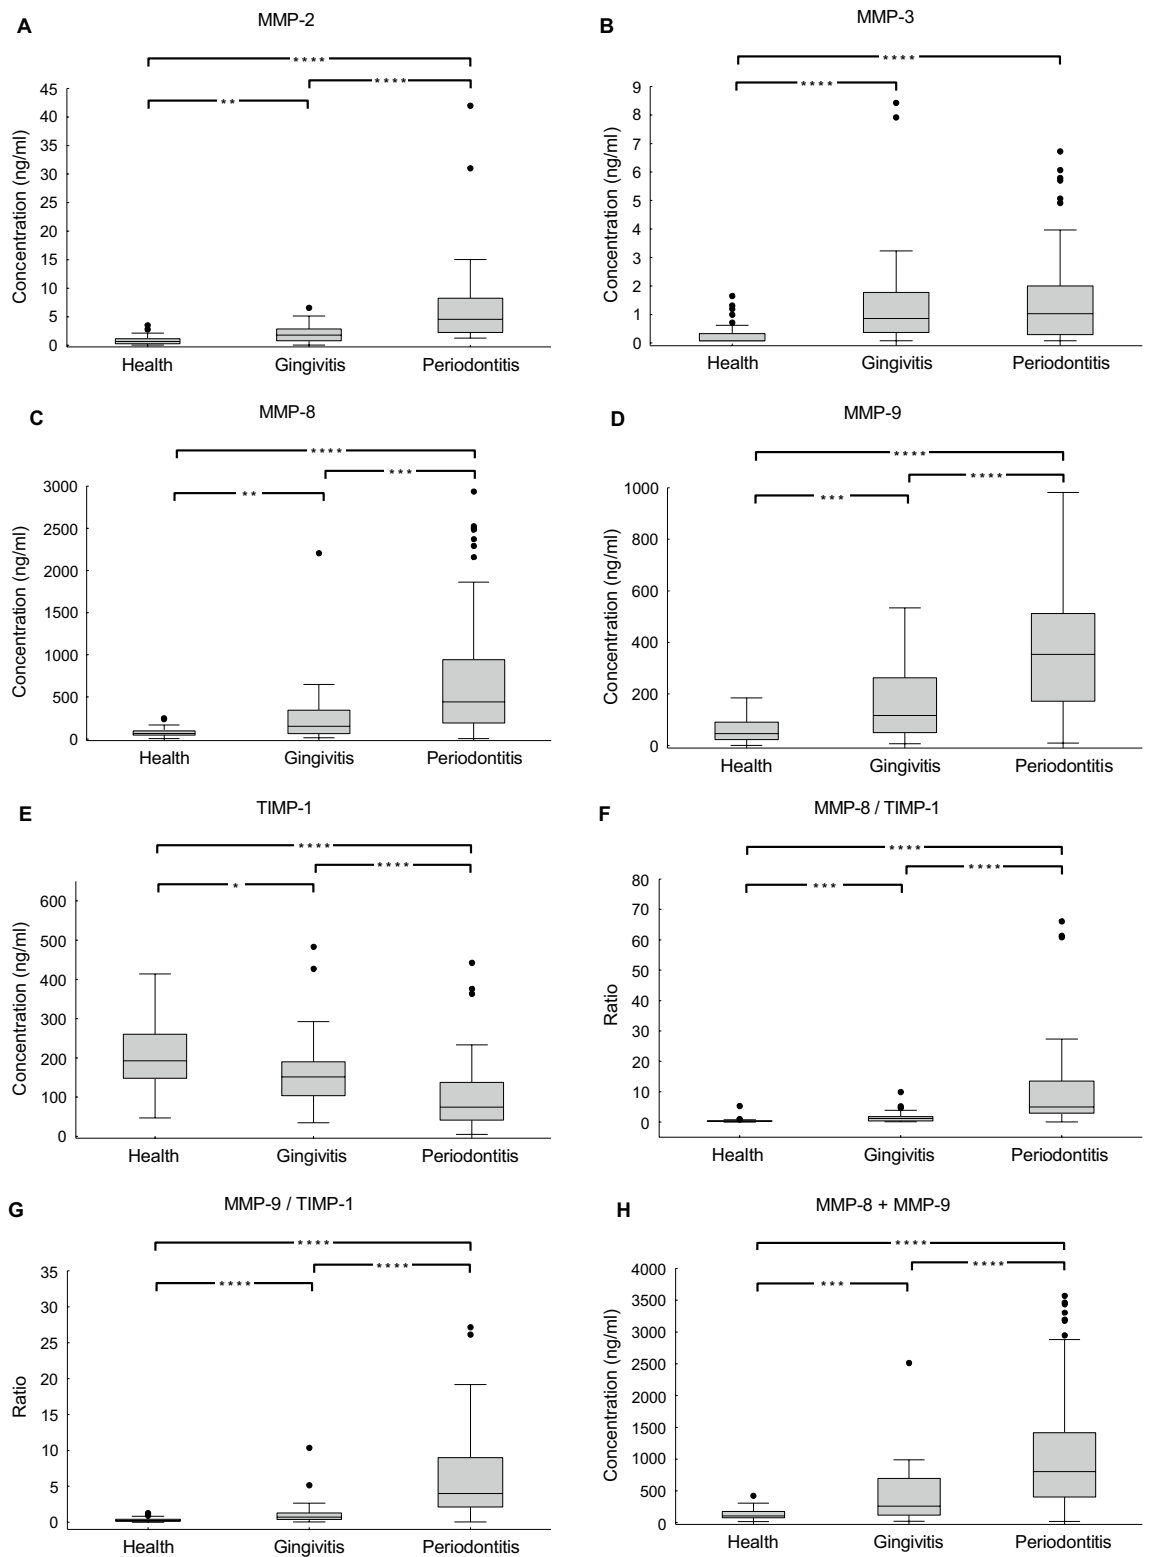 A
MMP-2
****
****
**
Concentration (ng/ml)
45
40
35
30
25
20
15
10
5
0
Health Gingivitis Periodontitis
B
MMP-3
****
****
Concentration (ng/ml)
9
8
7
6
5
4
3
2
1
0
Health Gingivitis Periodontitis
C
MMP-8
****
***
**
Concentration (ng/ml)
3000
2500
2000
1500
1000
500
0
Health Gingivitis Periodontitis
D
MMP-9
****
****
***
Concentration (ng/ml)
1000
800
600
400
200
0
Health Gingivitis Periodontitis
E
TIMP-1
****
****
*
Concentration (ng/ml)
600
500
400
300
200
100
0
Health Gingivitis Periodontitis
F
MMP-8 / TIMP-1
****
****
***
Ratio
80
70
60
50
40
30
20
10
0
Health Gingivitis Periodontitis
G
MMP-9 / TIMP-1
****
****
****
Ratio
35
30
25
20
15
10
5
0
Health Gingivitis Periodontitis
H
MMP-8 + MMP-9
****
****
***
Concentration (ng/ml)
4000
3500
3000
2500
2000
1500
1000
500
0
Health Gingivitis Periodontitis